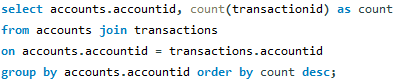 select accounts.accountid, count(transactionid) as count
from accounts join transactions
on accounts.accountid = transactions.accountid
group by accounts.accountid order by count desc;